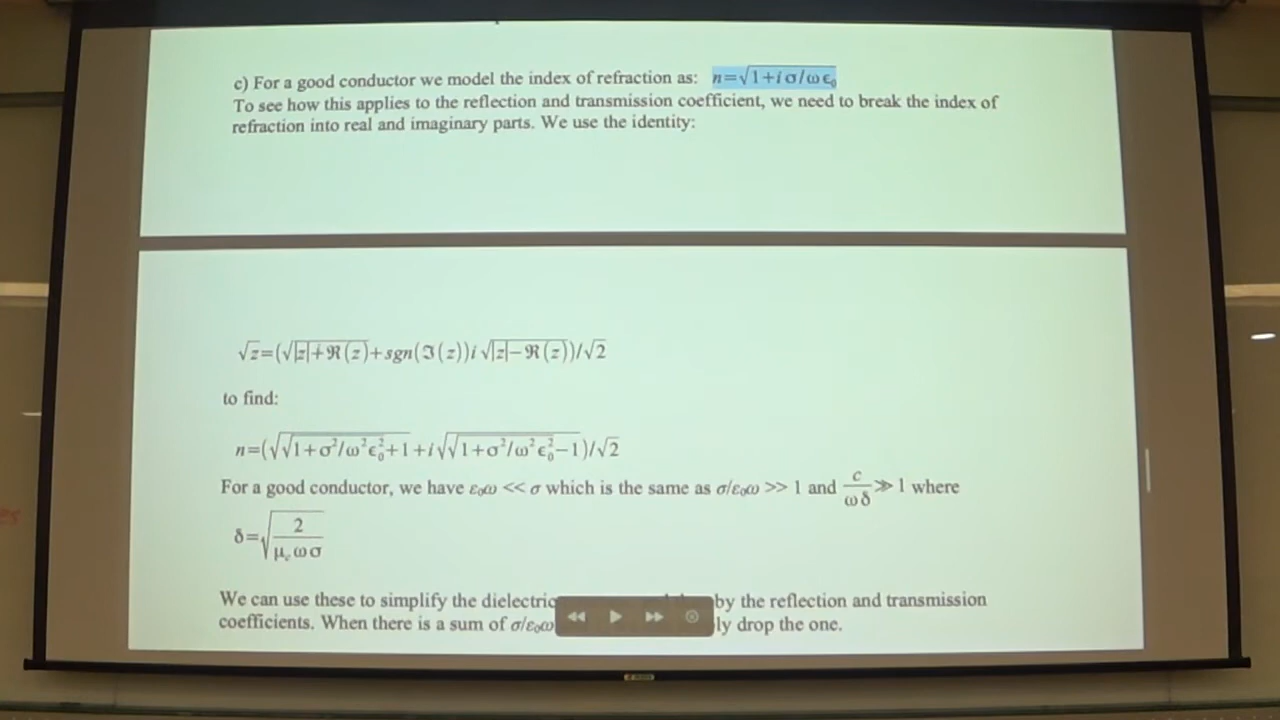 c) For a good conductor we model the index of refraction as: n=√1+iσ/ωϵ₀
To see how this applies to the reflection and transmission coefficient, we need to break the index of
refraction into real and imaginary parts. We use the identity:
√z=(√|z|+ℜ(z)+sgn(ℑ(z))i √|z|−ℜ(z))/√2
to find:
n=(√√1+σ²/ω²ϵ₀²+1+i√√1+σ²/ω²ϵ₀²−1)/√2
For a good conductor, we have ε₀ω << σ which is the same as σ/ε₀ω >> 1 and c/ωδ ≫1 where
δ=√2/μ꜀ωσ
We can use these to simplify the dielectric by the reflection and transmission
coefficients. When there is a sum of σ/ε₀ω drop the one.